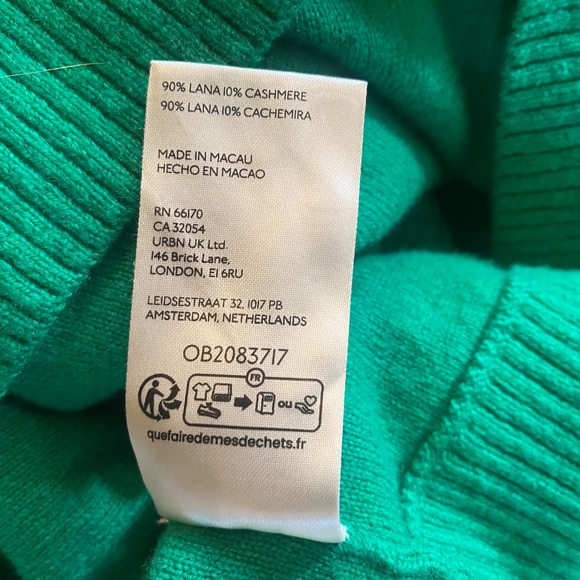 90% LANA 10% CASHMERE
90% LANA 10% CACHEMIRA
MADE IN MACAU
HECHO EN MACAO
RN 66170
CA 32054
URBN UK Ltd.
146 Brick Lane,
LONDON, E1 6RU
LEIDSESTRAAT 32, 1017 PB
AMSTERDAM, NETHERLANDS
OB2083717
FR
ou
quefairedemesdechets.fr